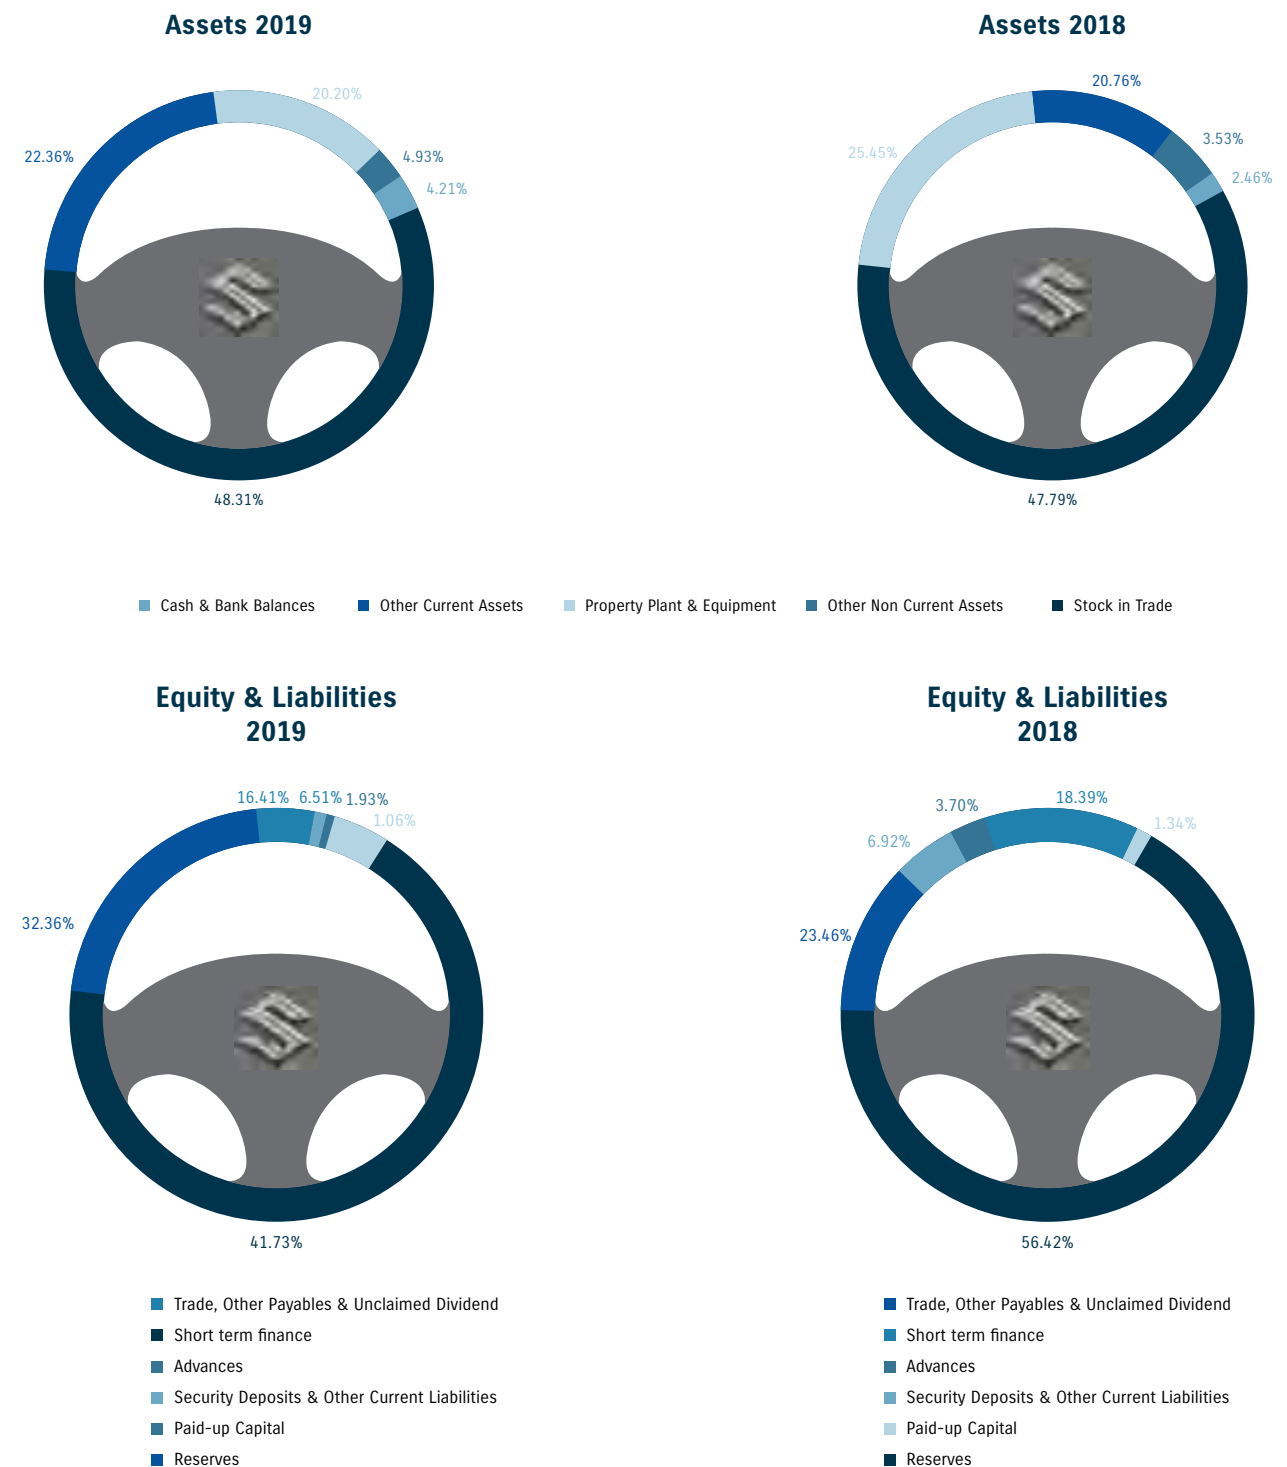 Assets 2019
Assets 2018
20.20%
22.36%
4.93%
4.21%
48.31%
20.76%
25.45%
3.53%
2.46%
47.79%
Cash & Bank Balances
Other Current Assets
Property Plant & Equipment
Other Non Current Assets
Stock in Trade
Equity & Liabilities
2019
Equity & Liabilities
2018
16.41%
6.51%
1.93%
1.06%
32.36%
41.73%
18.39%
3.70%
1.34%
6.92%
23.46%
56.42%
Trade, Other Payables & Unclaimed Dividend
Short term finance
Advances
Security Deposits & Other Current Liabilities
Paid-up Capital
Reserves
Trade, Other Payables & Unclaimed Dividend
Short term finance
Advances
Security Deposits & Other Current Liabilities
Paid-up Capital
Reserves